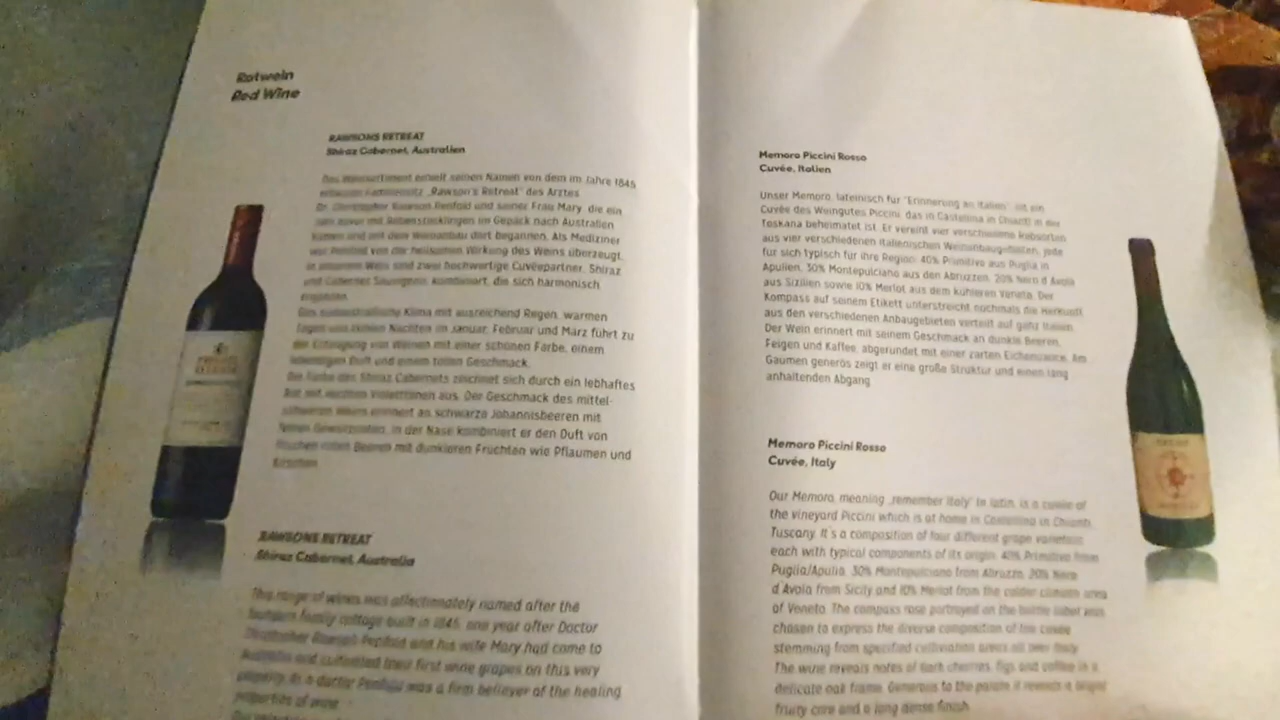 Rotwein
Red Wine
RAWSONS RETREAT
Shiraz Cabernet, Australien
Das Weinsortiment erhielt seinen Namen von dem im Jahre 1845
"Rawson's Retreat" des Arztes
Dr. Christopher Rawson Penfold und seiner Frau Mary, die ein
Jahr zuvor mit Rebenstecklingen im Gepäck nach Australien
kamen und mit dem Weinanbau dort begannen. Als Mediziner
war Penfold von der heilsamen Wirkung des Weins überzeugt.
In unserem Wein sind zwei hochwertige Cuvéepartner, Shiraz
und Cabernet Sauvignon, kombiniert, die sich harmonisch
ergänzen.
Das südaustralische Klima mit ausreichend Regen, warmen
Tagen und kühlen Nächten im Januar, Februar und März führt zu
der Erzeugung von Weinen mit einer schönen Farbe, einem
lebendigen Duft und einem tollen Geschmack.
Die Farbe des Shiraz Cabernets zeichnet sich durch ein lebhaftes
Rot mit leichten Violetttönen aus. Der Geschmack des mittel-
schweren Weins erinnert an schwarze Johannisbeeren mit
feinen Gewürznoten, in der Nase kombiniert er den Duft von
frischen roten Beeren mit dunkleren Früchten wie Pflaumen und
Kirschen.
RAWSONS RETREAT
Shiraz Cabernet, Australia
This range of wines was affectionately named after the
family cottage built in 1845, one year after Doctor
Christopher Rawson Penfold and his wife Mary had come to
Australia and cultivated their first wine grapes on this very
property. As a doctor Penfold was a firm believer of the healing
properties of wine.
Memoro Piccini Rosso
Cuvée, Italien
Unser Memoro, lateinisch für "Erinnerung an Italien", ist ein
Cuvée des Weingutes Piccini, das in Castellina in Chianti in der
Toskana beheimatet ist. Er vereint vier verschiedene Rebsorten
aus vier verschiedenen italienischen Weinanbaugebieten, jede
für sich typisch für ihre Region: 40% Primitivo aus Puglia in
Apulien, 30% Montepulciano aus den Abruzzen, 20% Nero d'Avola
aus Sizilien sowie 10% Merlot aus dem kühleren Veneto. Der
Kompass auf seinem Etikett unterstreicht nochmals die Herkunft
aus den verschiedenen Anbaugebieten verteilt auf ganz Italien.
Der Wein erinnert mit seinem Geschmack an dunkle Beeren,
Feigen und Kaffee, abgerundet mit einer zarten Eichennuance. Am
Gaumen generös zeigt er eine große Struktur und einen lang
anhaltenden Abgang.
Memoro Piccini Rosso
Cuvée, Italy
Our Memoro, meaning „remember Italy" in latin, is a cuvée of
the vineyard Piccini which is at home in Castellina in Chianti,
Tuscany. It's a composition of four different grape varieties
each with typical components of its origin: 40% Primitivo from
Puglia/Apulia, 30% Montepulciano from Abruzzo, 20% Nero
d'Avola from Sicily and 10% Merlot from the colder climate area
of Veneto. The compass rose portrayed on the bottle label was
chosen to express the diverse composition of the cuvée
stemming from specified cultivation areas all over Italy.
The wine reveals notes of dark cherries, figs, and coffee in a
delicate oak frame. Generous to the palate it reveals a bright
fruity core and a long dense finish.